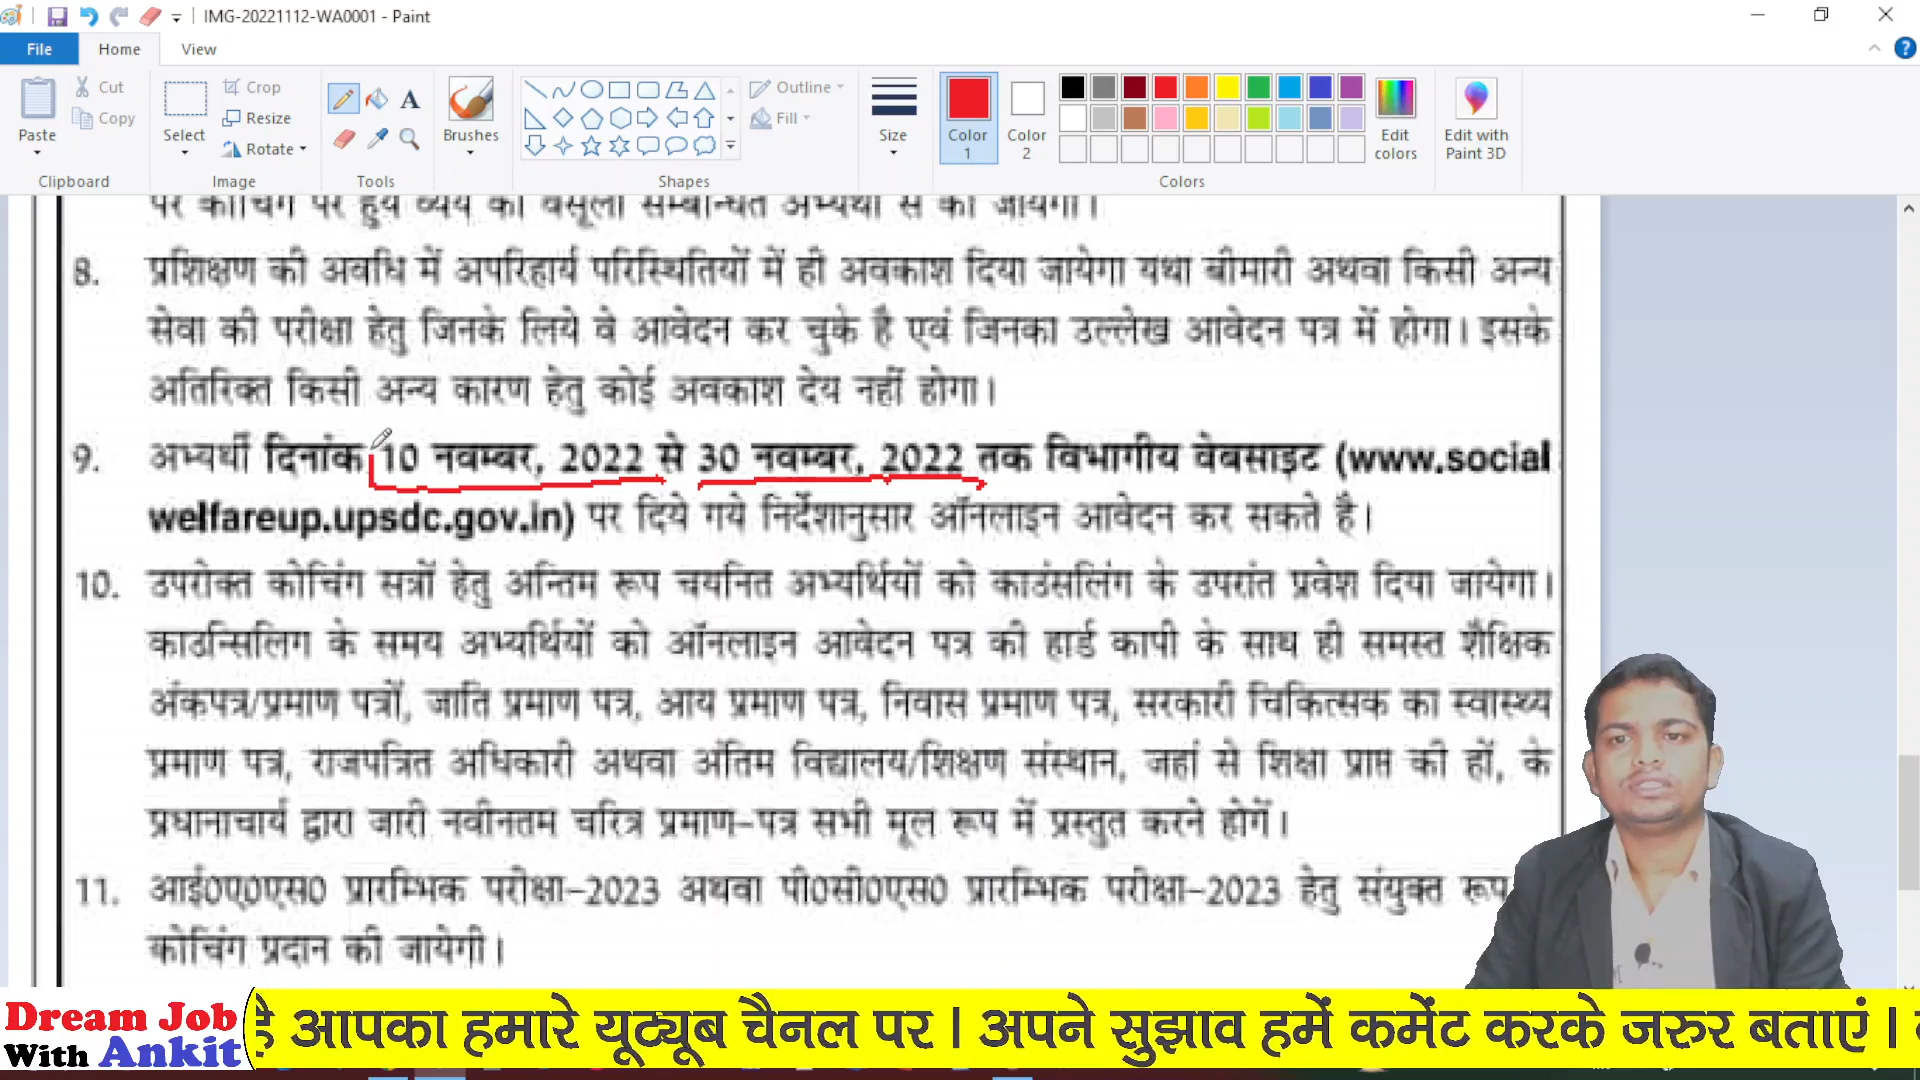 IMG-20221112-WA0001 - Paint
File Home View
Paste Cut Copy Clipboard
Select Crop Resize Rotate Image
Tools
Brushes
Shapes
Outline Fill
Size
Color 1 Color 2 Edit colors Colors
Edit with Paint 3D
पर कोचिंग पर हुये व्यय की वसूली सम्बन्धित अभ्यर्थी से की जायेगी।
8. प्रशिक्षण की अवधि में अपरिहार्य परिस्थितियों में ही अवकाश दिया जायेगा यथा बीमारी अथवा किसी अन्य
सेवा की परीक्षा हेतु जिनके लिये वे आवेदन कर चुके है एवं जिनका उल्लेख आवेदन पत्र में होगा। इसके
अतिरिक्त किसी अन्य कारण हेतु कोई अवकाश देय नहीं होगा।
9. अभ्यर्थी दिनांक 10 नवम्बर, 2022 से 30 नवम्बर, 2022 तक विभागीय वेबसाइट (www.social
welfareup.upsdc.gov.in) पर दिये गये निर्देशानुसार ऑनलाइन आवेदन कर सकते है।
10. उपरोक्त कोचिंग सत्रों हेतु अन्तिम रूप चयनित अभ्यर्थियों को काउंसलिंग के उपरांत प्रवेश दिया जायेगा।
काउन्सिलिग के समय अभ्यर्थियों को ऑनलाइन आवेदन पत्र की हार्ड कापी के साथ ही समस्त शैक्षिक
अंकपत्र/प्रमाण पत्रों, जाति प्रमाण पत्र, आय प्रमाण पत्र, निवास प्रमाण पत्र, सरकारी चिकित्सक का स्वास्थ्य
प्रमाण पत्र, राजपत्रित अधिकारी अथवा अंतिम विद्यालय/शिक्षण संस्थान, जहां से शिक्षा प्राप्त की हों, के
प्रधानाचार्य द्वारा जारी नवीनतम चरित्र प्रमाण-पत्र सभी मूल रूप में प्रस्तुत करने होगें।
11. आई0ए0एस0 प्रारम्भिक परीक्षा-2023 अथवा पी0सी0एस0 प्रारम्भिक परीक्षा-2023 हेतु संयुक्त रूप
कोचिंग प्रदान की जायेगी।
Dream Job
With Ankit
है आपका हमारे यूट्यूब चैनल पर । अपने सुझाव हमें कमेंट करके जरुर बताएं ।